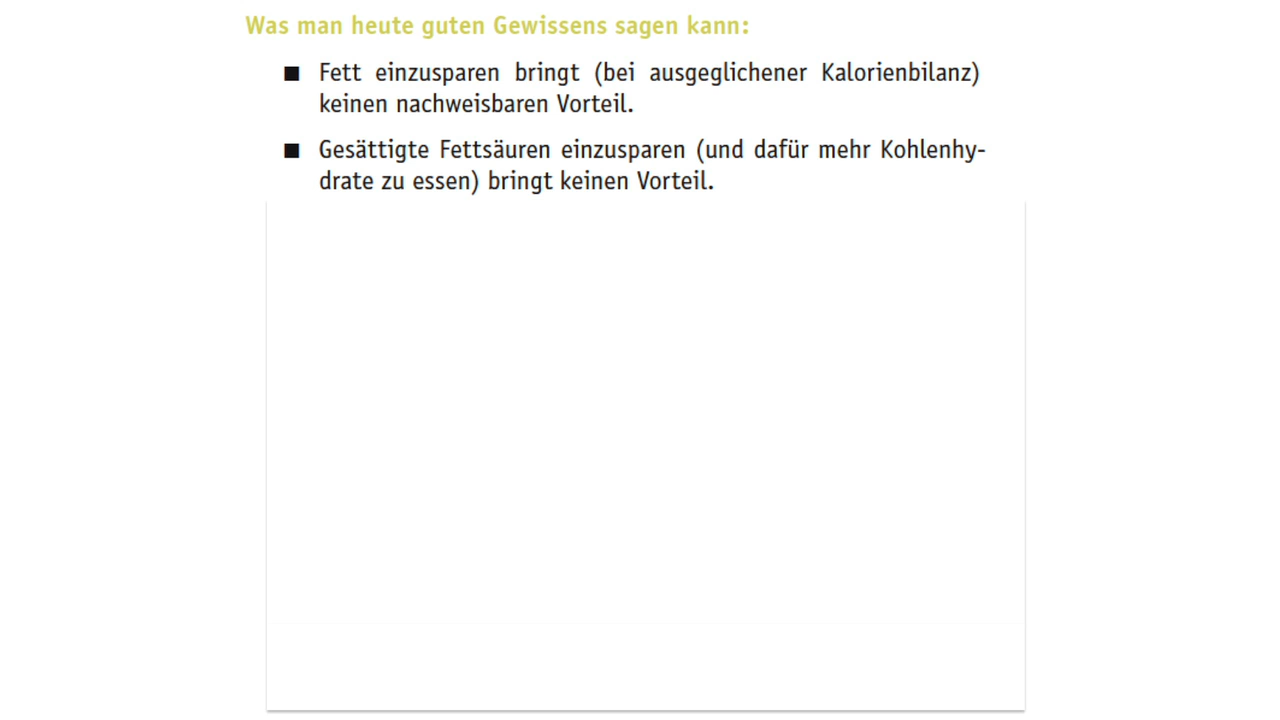 Was man heute guten Gewissens sagen kann:
■ Fett einzusparen bringt (bei ausgeglichener Kalorienbilanz)
keinen nachweisbaren Vorteil.
■ Gesättigte Fettsäuren einzusparen (und dafür mehr Kohlenhy-
drate zu essen) bringt keinen Vorteil.